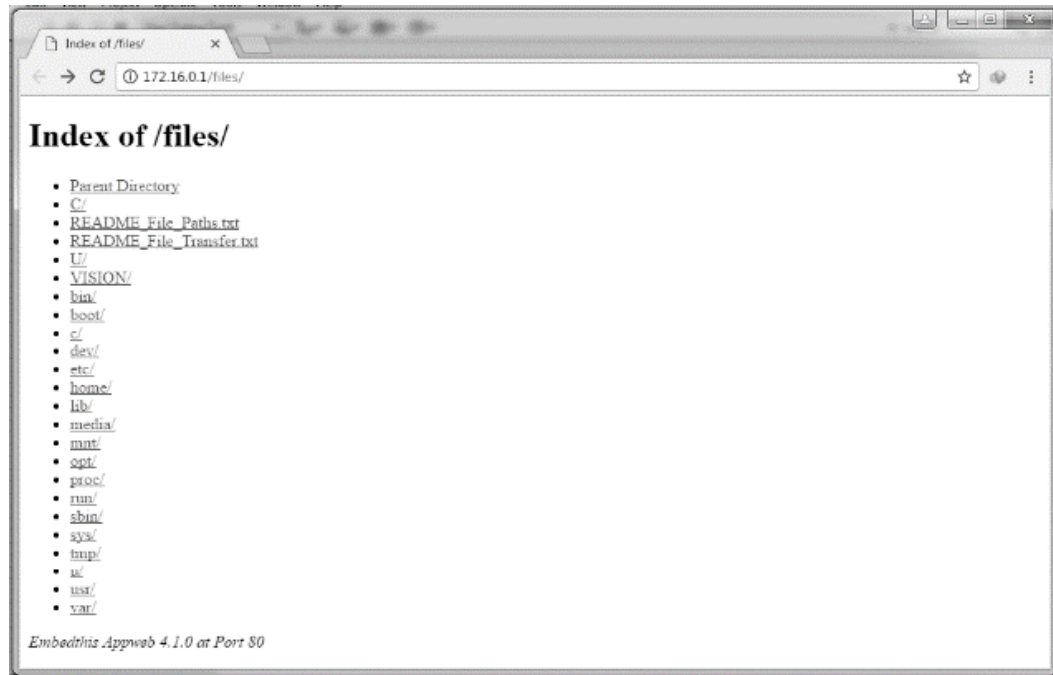 Index of /files/
172.16.0.1/files/
Index of /files/
Parent Directory
C/
README_File_Paths.txt
README_File_Transfer.txt
U/
VISION/
bin/
boot/
c/
dev/
etc/
home/
lib/
media/
mnt/
opt/
proc/
run/
sbin/
sys/
tmp/
u/
usr/
var/
Embedthis Appweb 4.1.0 at Port 80